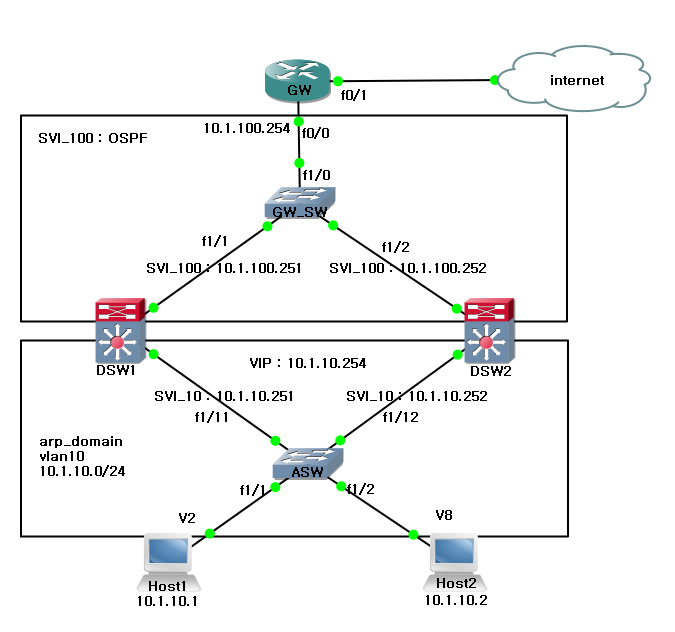 GW
internet
f0/1
SVI_100 : OSPF
10.1.100.254
f0/0
f1/0
GW_SW
f1/1
f1/2
SVI_100 : 10.1.100.251
SVI_100 : 10.1.100.252
DSW1
DSW2
VIP : 10.1.10.254
SVI_10 : 10.1.10.251
SVI_10 : 10.1.10.252
f1/11
f1/12
arp_domain
vlan10
10.1.10.0/24
ASW
f1/1
f1/2
V2
V8
Host1
10.1.10.1
Host2
10.1.10.2